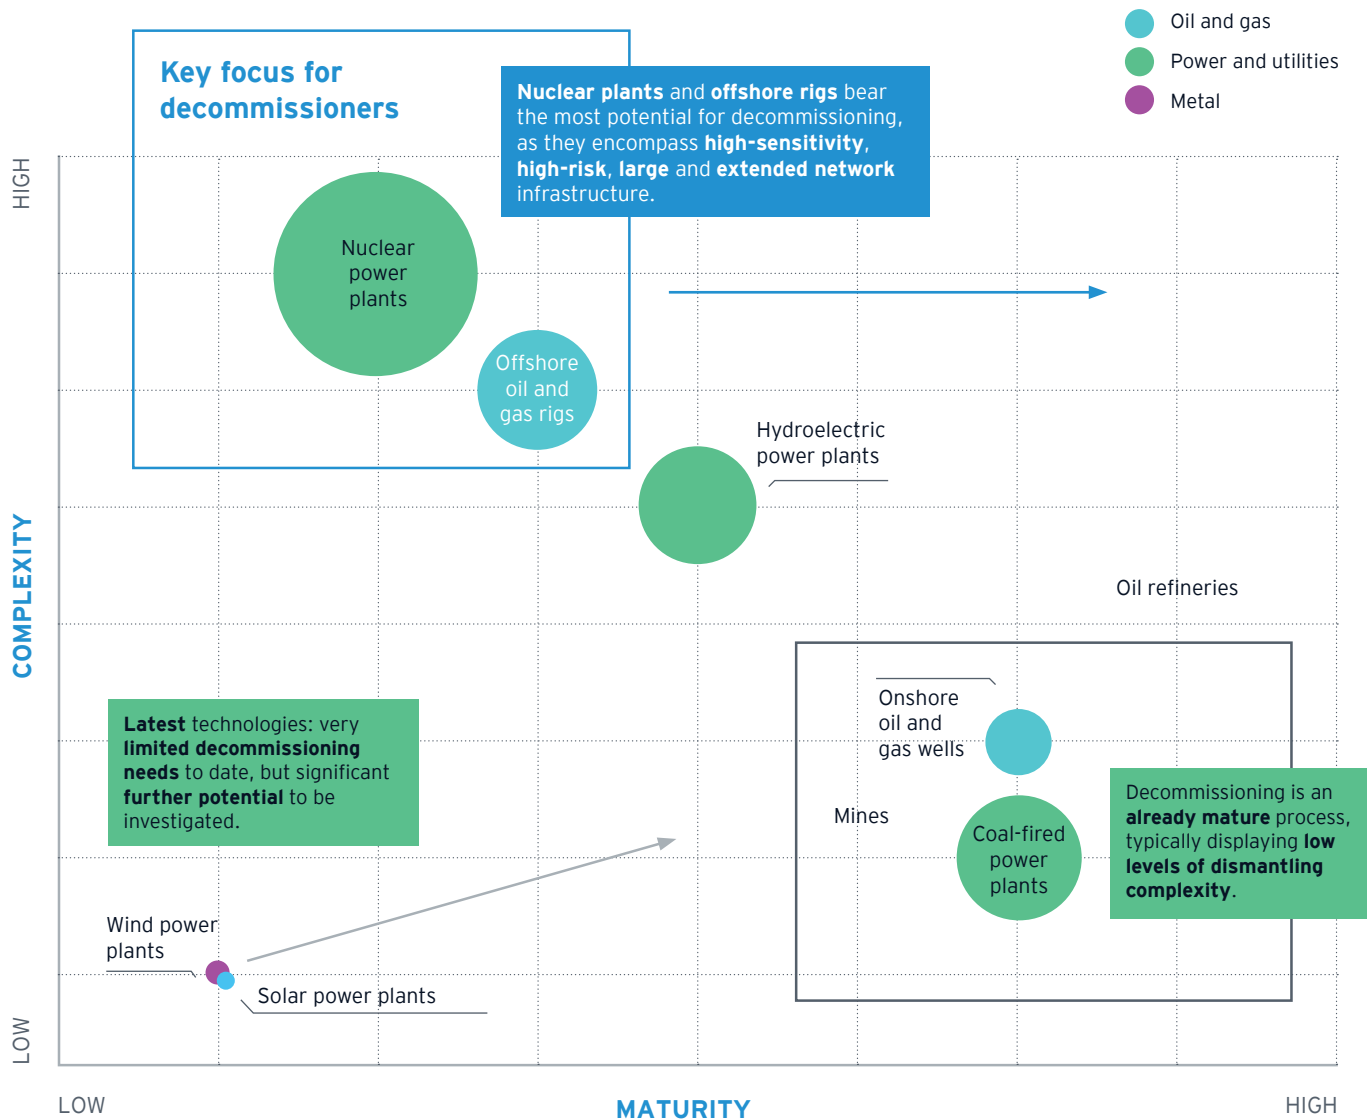 Oil and gas
Power and utilities
Metal
Key focus for
decommissioners
Nuclear plants and offshore rigs bear
the most potential for decommissioning,
as they encompass high-sensitivity,
high-risk, large and extended network
infrastructure.
HIGH
Nuclear
power
plants
Offshore
oil and
gas rigs
Hydroelectric
power plants
COMPLEXITY
Oil refineries
Onshore
oil and
gas wells
Latest technologies: very
limited decommissioning
needs to date, but significant
further potential to be
investigated.
Mines
Coal-fired
power
plants
Decommissioning is an
already mature process,
typically displaying low
levels of dismantling
complexity.
Wind power
plants
Solar power plants
LOW
LOW
MATURITY
HIGH